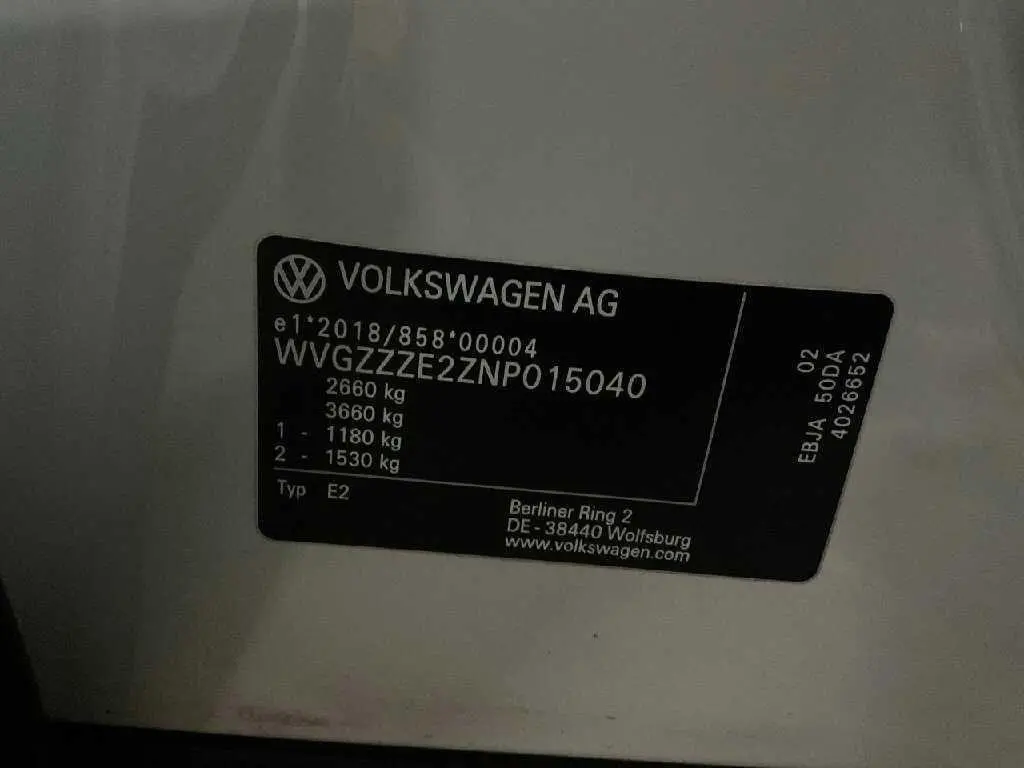 VOLKSWAGEN AG
e1*2018/858*00004
WVGZZZE2ZNP015040
2660 kg
3660 kg
1 - 1180 kg
2 - 1530 kg
Typ E2
Berliner Ring 2
DE - 38440 Wolfsburg
www.volkswagen.com
02
EBJA 50DA
4026652